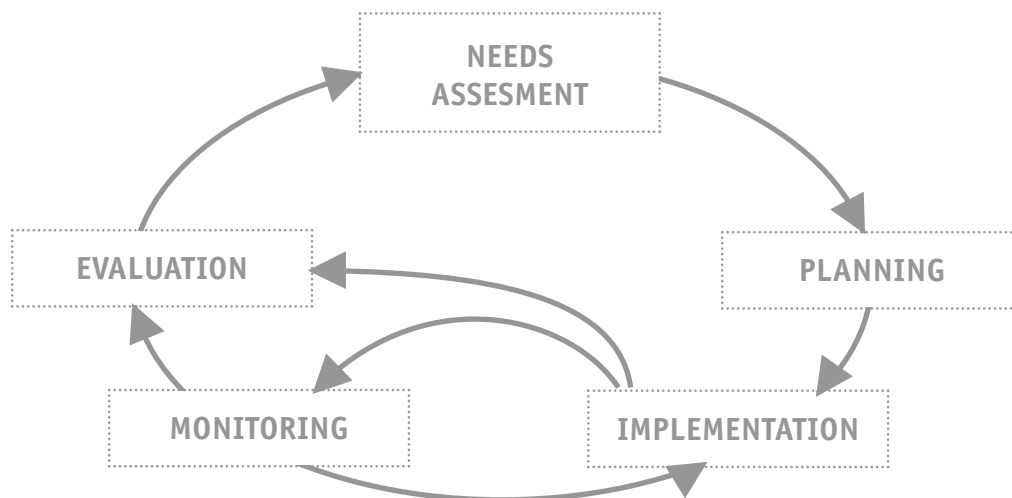 NEEDS
ASSESMENT
EVALUATION
PLANNING
MONITORING
IMPLEMENTATION